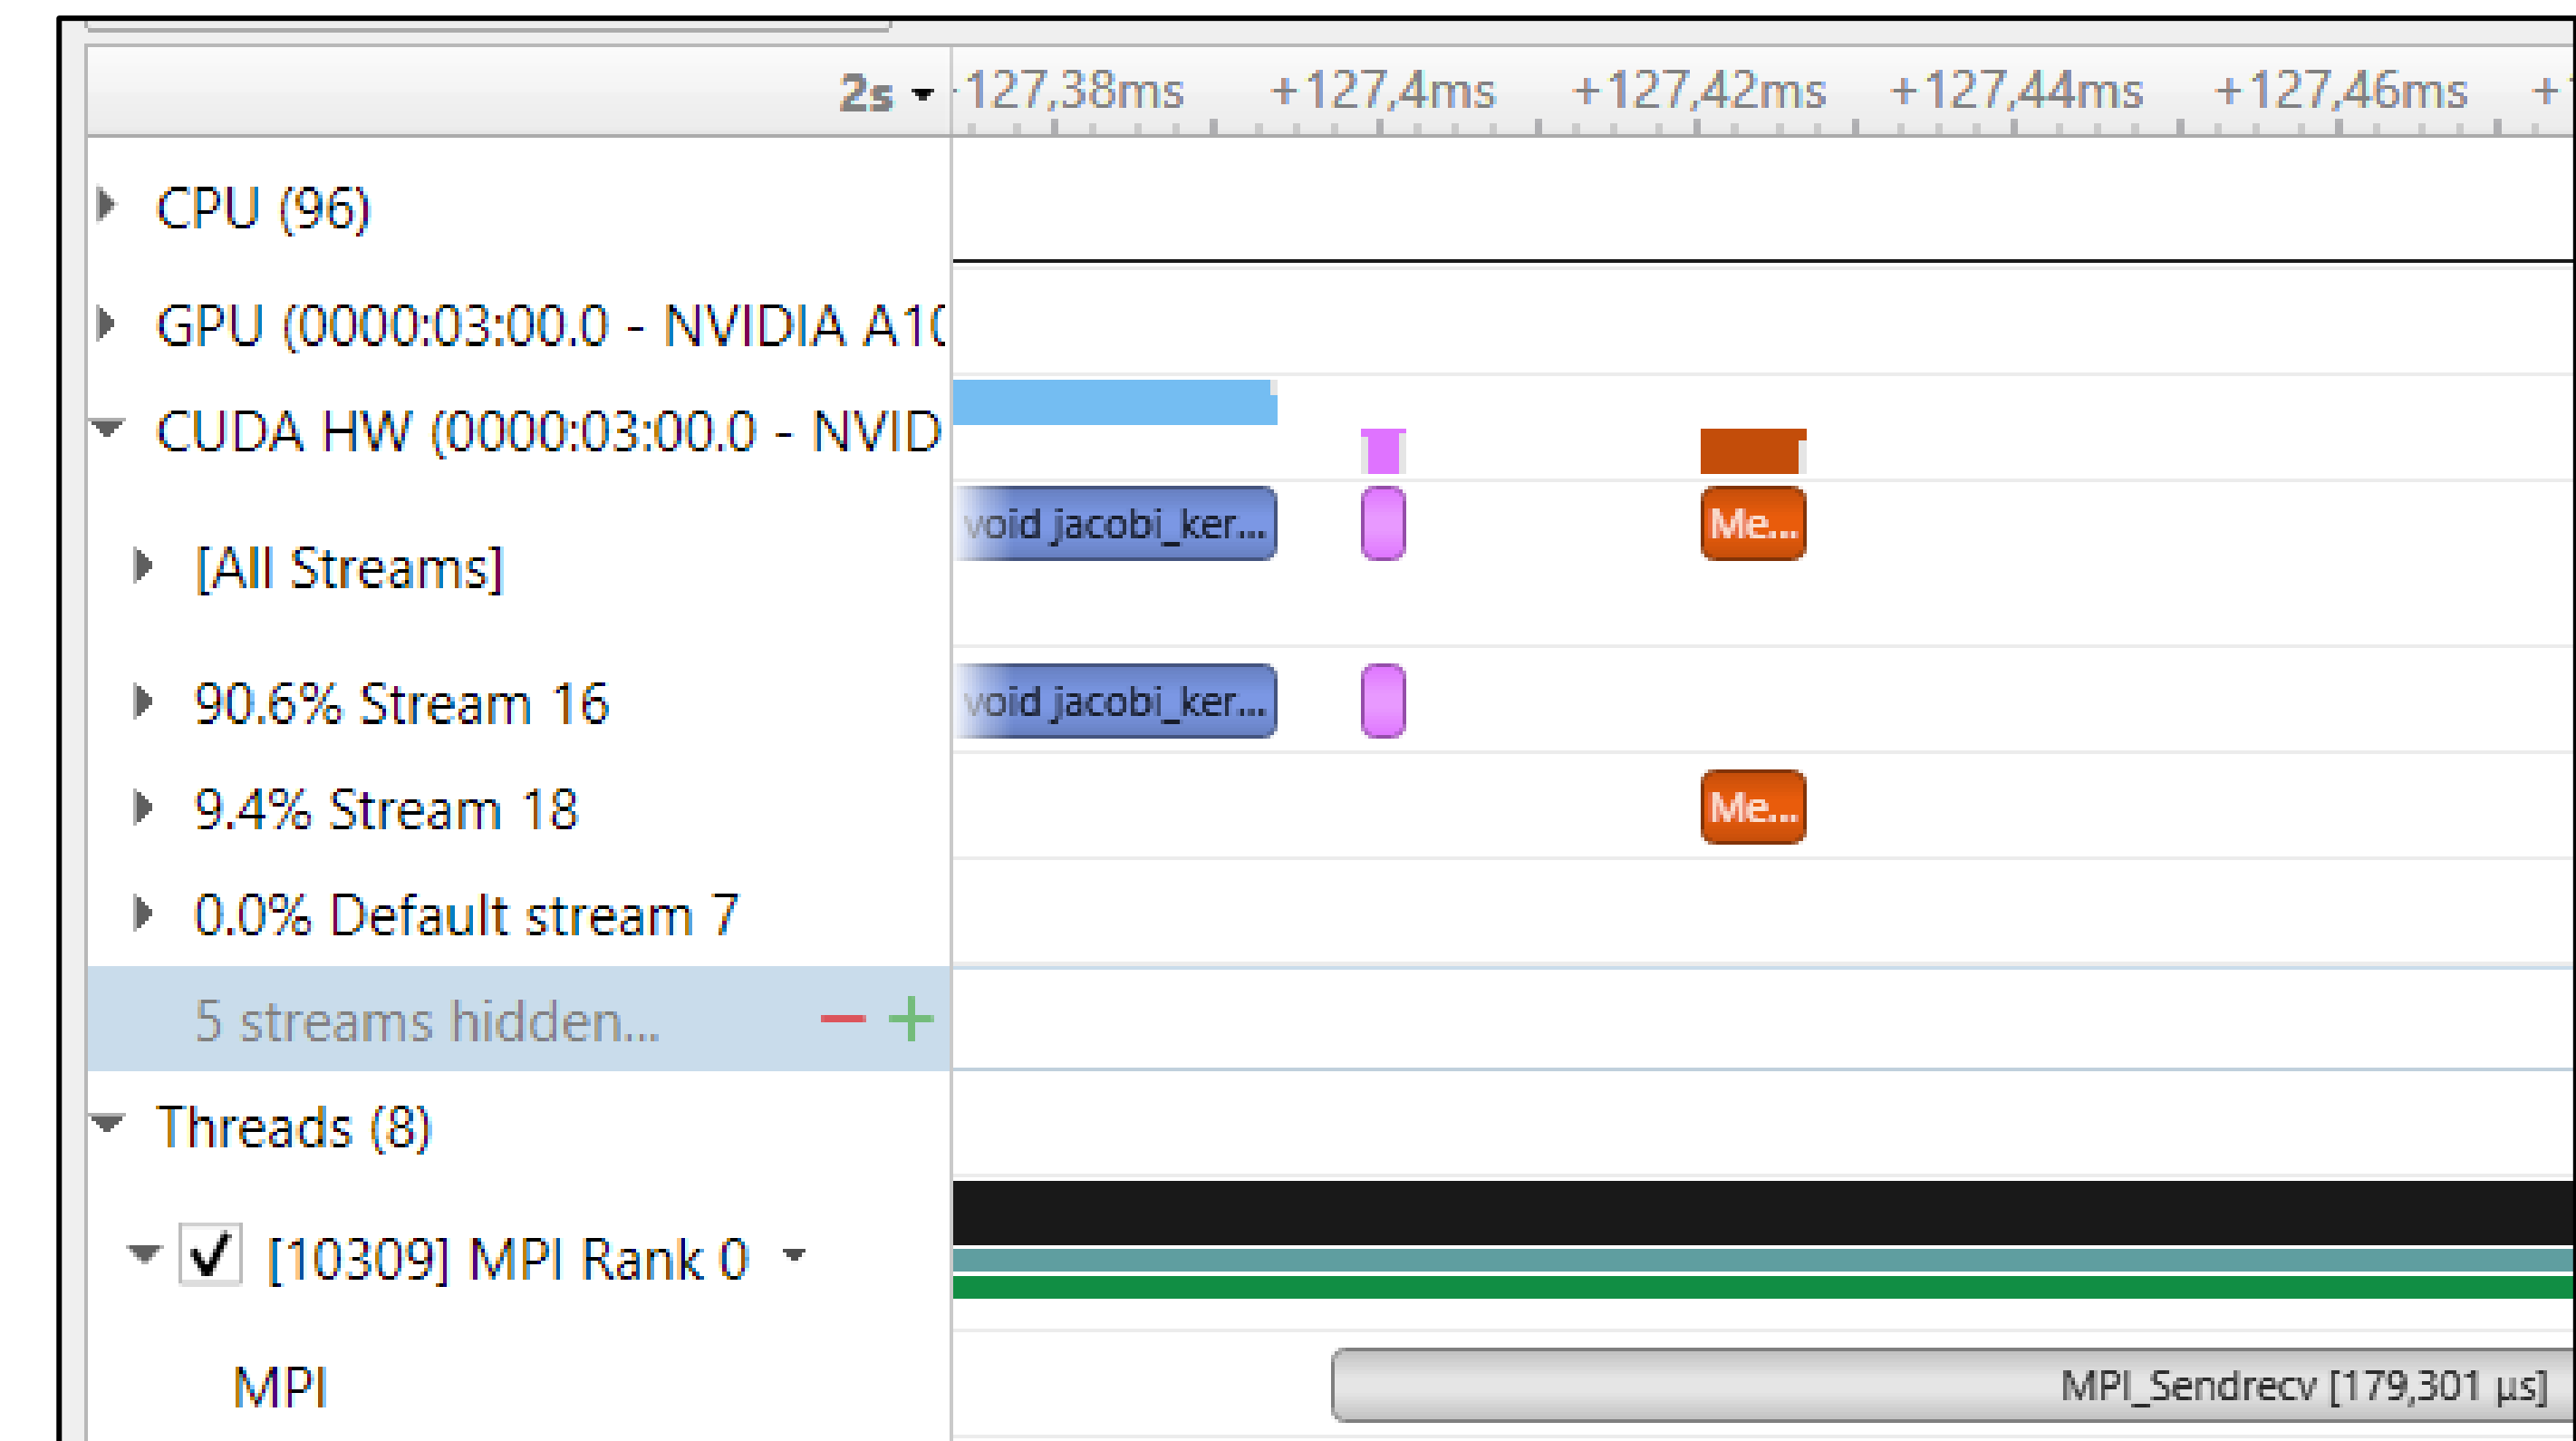 2s -127,38ms +127,4ms +127,42ms +127,44ms +127,46ms +
CPU (96)
GPU (0000:03:00.0 - NVIDIA A10
CUDA HW (0000:03:00.0 - NVID
[All Streams] void jacobi_ker... Me...
90.6% Stream 16 void jacobi_ker...
9.4% Stream 18 Me...
0.0% Default stream 7
5 streams hidden... − +
Threads (8)
[10309] MPI Rank 0
MPI MPI_Sendrecv [179,301 µs]